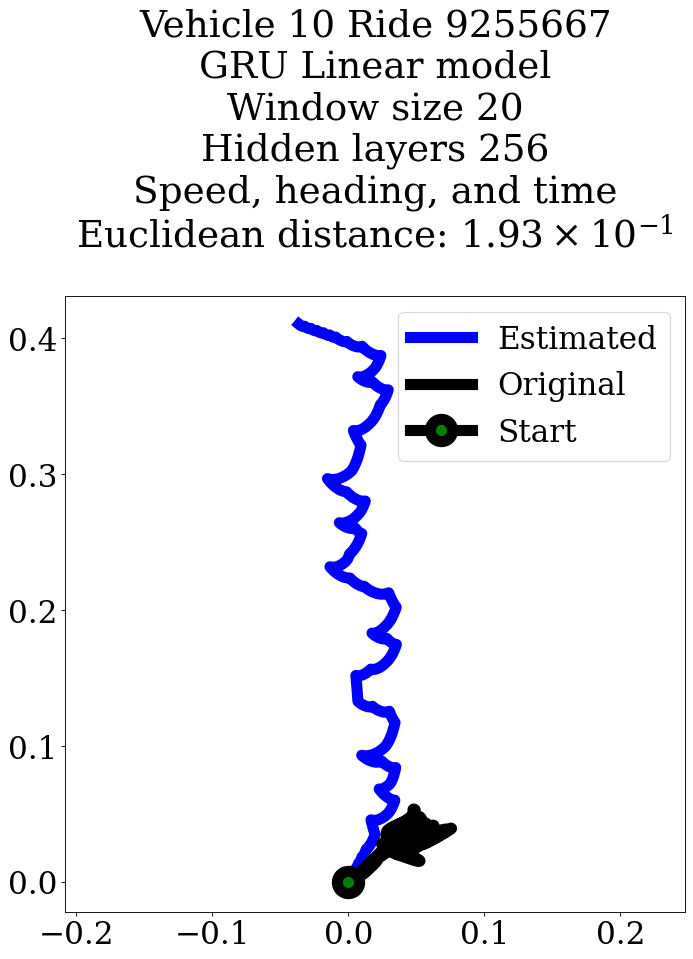 Vehicle 10 Ride 9255667
GRU Linear model
Window size 20
Hidden layers 256
Speed, heading, and time
Euclidean distance: 1.93 × 10⁻¹
Estimated
Original
Start
0.4
0.3
0.2
0.1
0.0
−0.2 −0.1 0.0 0.1 0.2